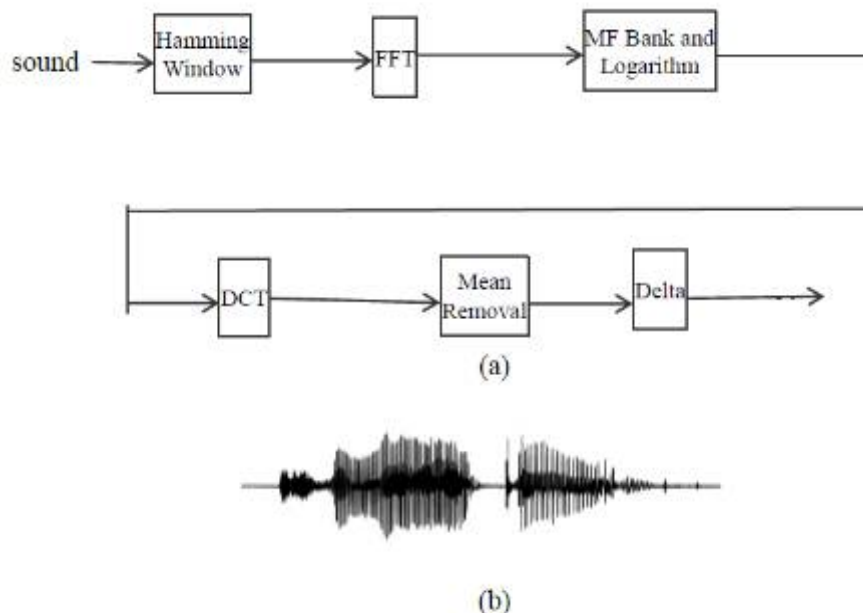 sound
Hamming
Window
FFT
MF Bank and
Logarithm
DCT
Mean
Removal
Delta
(a)
(b)